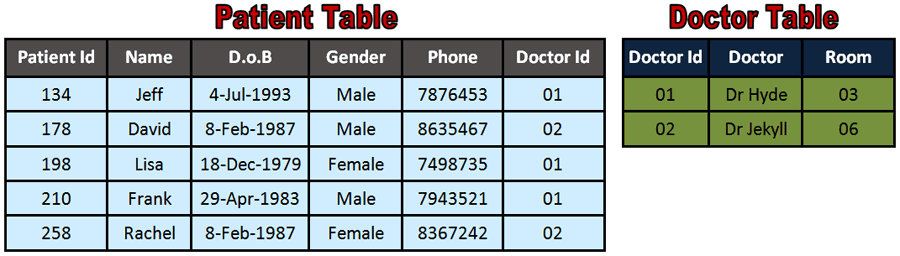 Patient Table Doctor Table
Patient Id Name D.o.B Gender Phone Doctor Id Doctor Id Doctor Room
134 Jeff 4-Jul-1993 Male 7876453 01 01 Dr Hyde 03
178 David 8-Feb-1987 Male 8635467 02 02 Dr Jekyll 06
198 Lisa 18-Dec-1979 Female 7498735 01
210 Frank 29-Apr-1983 Male 7943521 01
258 Rachel 8-Feb-1987 Female 8367242 02